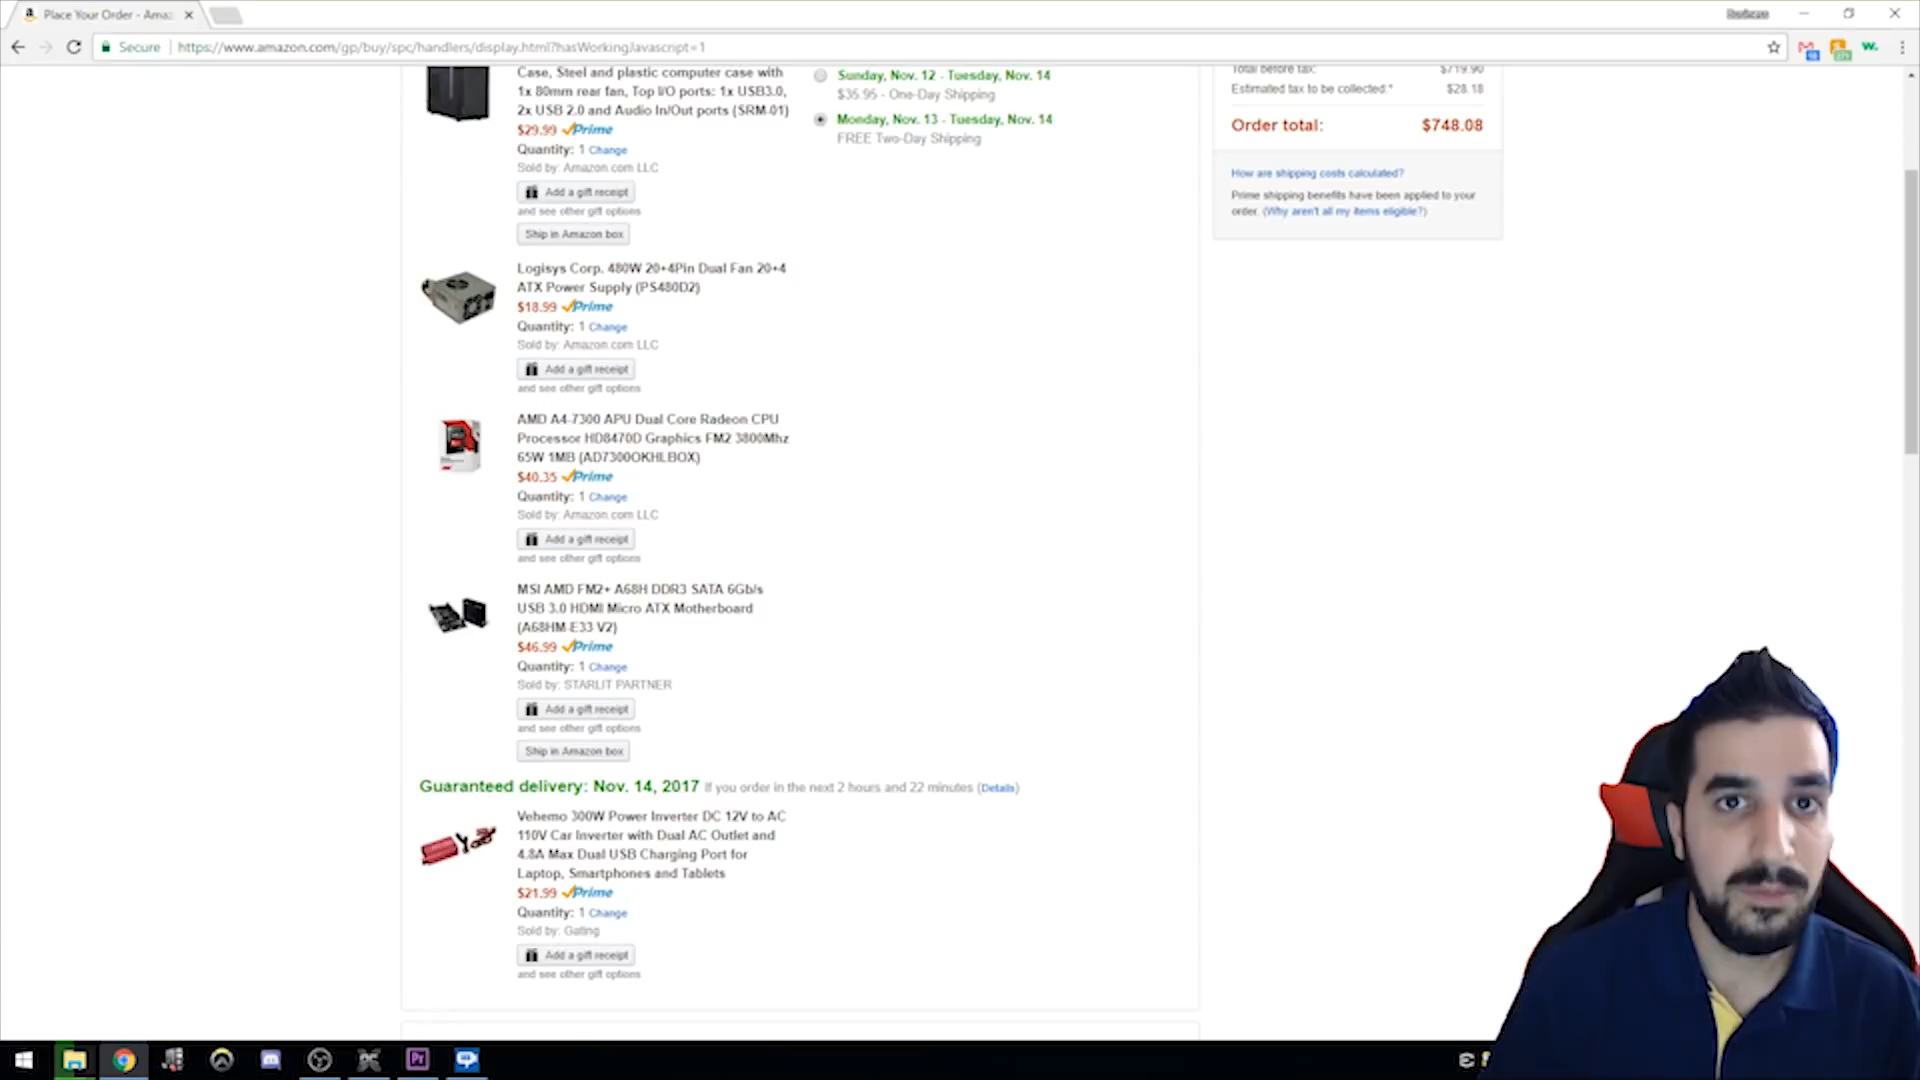 Place Your Order - Amaz
Secure
https://www.amazon.com/gp/buy/spc/handlers/display.html?hasWorkingJavascript=1
Case, Steel and plastic computer case with
1x 80mm rear fan, Top I/O ports: 1x USB3.0,
2x USB 2.0 and Audio In/Out ports (SRM-01)
$29.99 Prime
Quantity: 1 Change
Sold by: Amazon.com LLC
Add a gift receipt
and see other gift options
Ship in Amazon box
Sunday, Nov. 12 - Tuesday, Nov. 14
$35.95 - One-Day Shipping
Monday, Nov. 13 - Tuesday, Nov. 14
FREE Two-Day Shipping
Total before tax: $719.90
Estimated tax to be collected:* $28.18
Order total: $748.08
How are shipping costs calculated?
Prime shipping benefits have been applied to your
order. (Why aren't all my items eligible?)
Logisys Corp. 480W 20+4Pin Dual Fan 20+4
ATX Power Supply (PS480D2)
$18.99 Prime
Quantity: 1 Change
Sold by: Amazon.com LLC
Add a gift receipt
and see other gift options
AMD A4-7300 APU Dual Core Radeon CPU
Processor HD8470D Graphics FM2 3800Mhz
65W 1MB (AD7300OKHLBOX)
$40.35 Prime
Quantity: 1 Change
Sold by: Amazon.com LLC
Add a gift receipt
and see other gift options
MSI AMD FM2+ A68H DDR3 SATA 6Gb/s
USB 3.0 HDMI Micro ATX Motherboard
(A68HM-E33 V2)
$46.99 Prime
Quantity: 1 Change
Sold by: STARLIT PARTNER
Add a gift receipt
and see other gift options
Ship in Amazon box
Guaranteed delivery: Nov. 14, 2017 If you order in the next 2 hours and 22 minutes (Details)
Vehemo 300W Power Inverter DC 12V to AC
110V Car Inverter with Dual AC Outlet and
4.8A Max Dual USB Charging Port for
Laptop, Smartphones and Tablets
$21.99 Prime
Quantity: 1 Change
Sold by: Gating
Add a gift receipt
and see other gift options
Pr